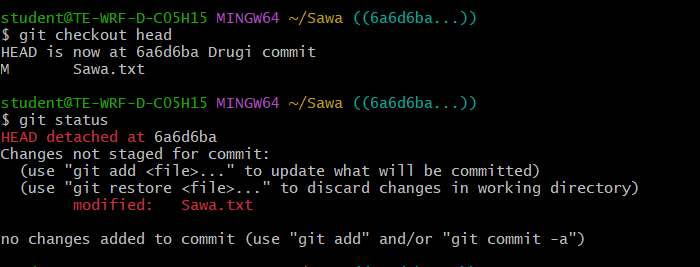 student@TE-WRF-D-CO5H15 MINGW64 ~/Sawa ((6a6d6ba...))
$ git checkout head
HEAD is now at 6a6d6ba Drugi commit
M       Sawa.txt
student@TE-WRF-D-CO5H15 MINGW64 ~/Sawa ((6a6d6ba...))
$ git status
HEAD detached at 6a6d6ba
Changes not staged for commit:
  (use "git add <file>..." to update what will be committed)
  (use "git restore <file>..." to discard changes in working directory)
        modified:   Sawa.txt
no changes added to commit (use "git add" and/or "git commit -a")